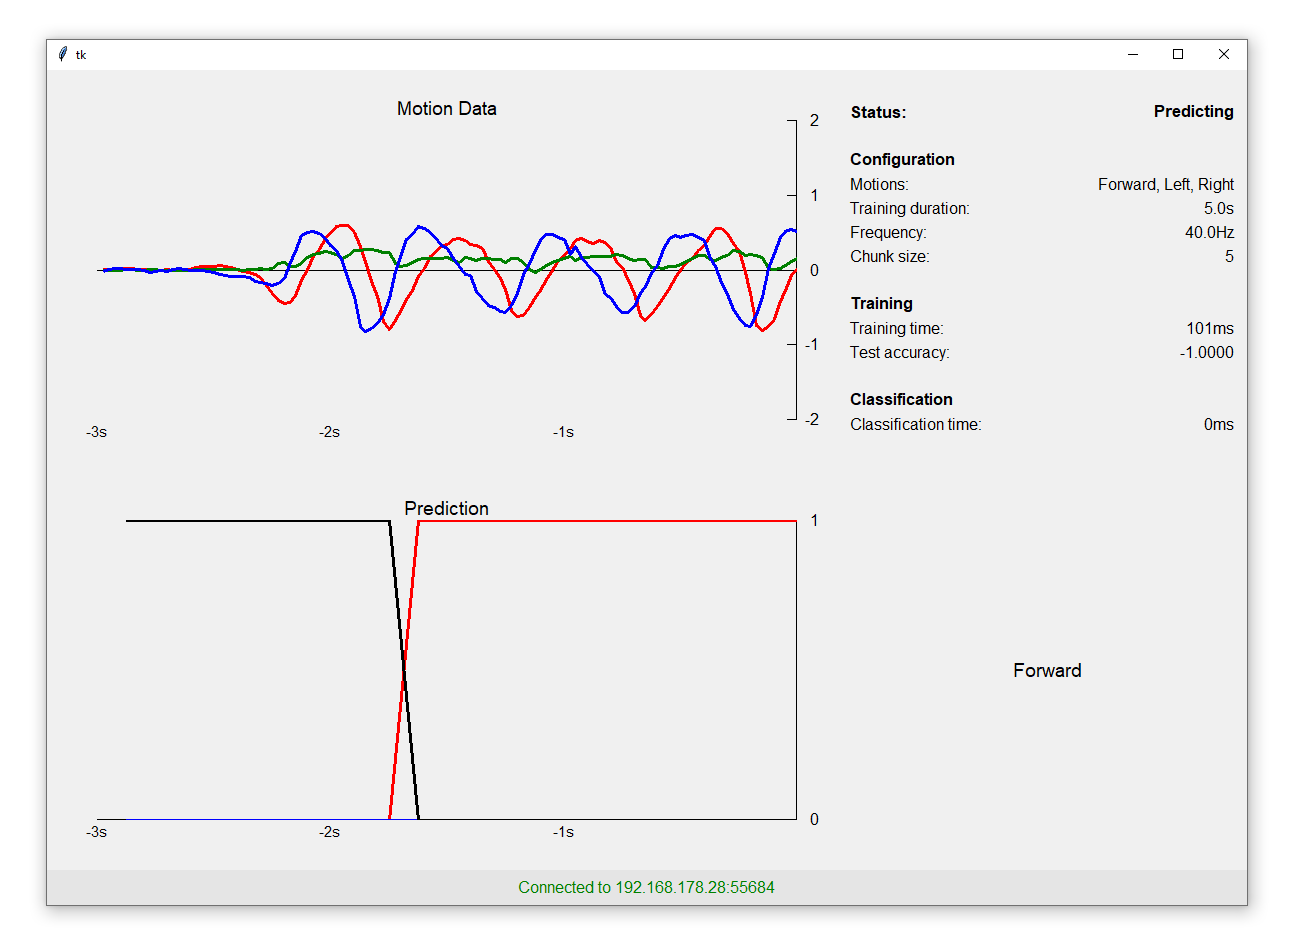 tk
Motion Data
2
1
0
-1
-2
-3s
-2s
-1s
Status: Predicting
Configuration
Motions: Forward, Left, Right
Training duration: 5.0s
Frequency: 40.0Hz
Chunk size: 5
Training
Training time: 101ms
Test accuracy: -1.0000
Classification
Classification time: 0ms
Prediction
1
0
-3s
-2s
-1s
Forward
Connected to 192.168.178.28:55684